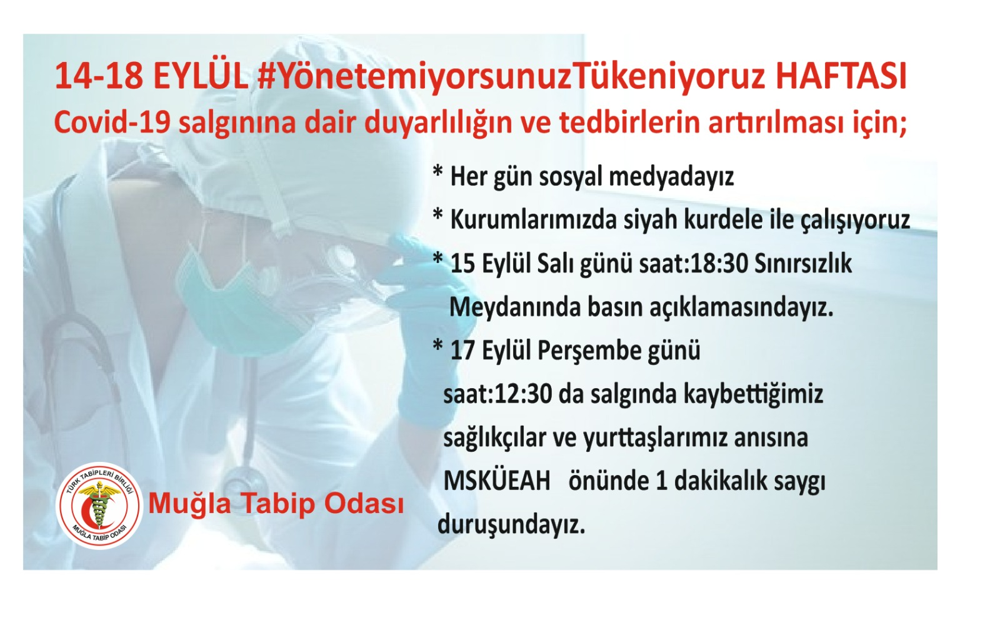 14-18 EYLÜL #YönetemiyorsunuzTükeniyoruz HAFTASI
Covid-19 salgınına dair duyarlılığın ve tedbirlerin artırılması için;
* Her gün sosyal medyadayız
* Kurumlarımızda siyah kurdele ile çalışıyoruz
* 15 Eylül Salı günü saat:18:30 Sınırsızlık
Meydanında basın açıklamasındayız.
* 17 Eylül Perşembe günü
saat:12:30 da salgında kaybettiğimiz
sağlıkçılar ve yurttaşlarımız anısına
MSKÜEAH önünde 1 dakikalık saygı
duruşundayız.
TÜRK TABİPLERİ BİRLİĞİ
MUĞLA TABİP ODASI
Muğla Tabip Odası